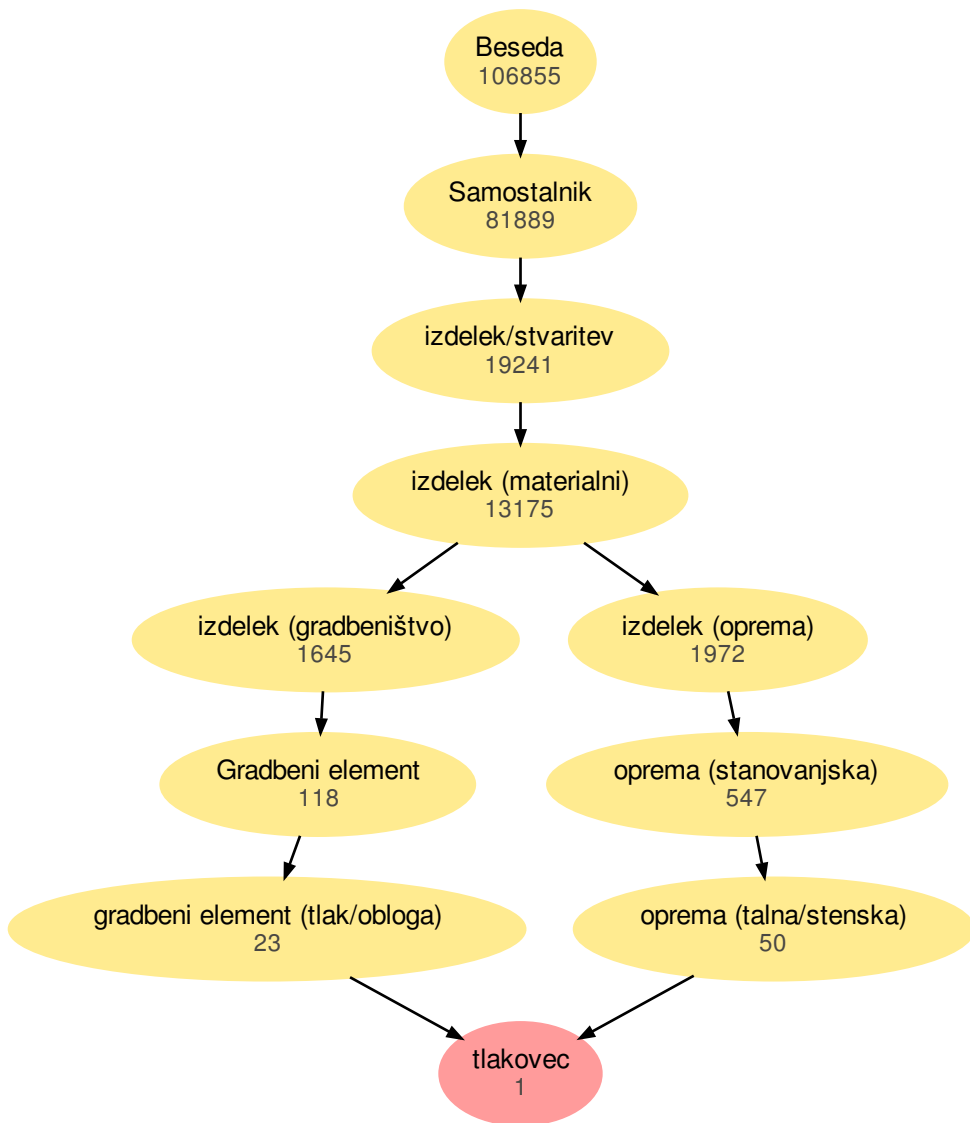 Beseda
106855
Samostalnik
81889
izdelek/stvaritev
19241
izdelek (materialni)
13175
izdelek (gradbeništvo)
1645
izdelek (oprema)
1972
Gradbeni element
118
oprema (stanovanjska)
547
gradbeni element (tlak/obloga)
23
oprema (talna/stenska)
50
tlakovec
1